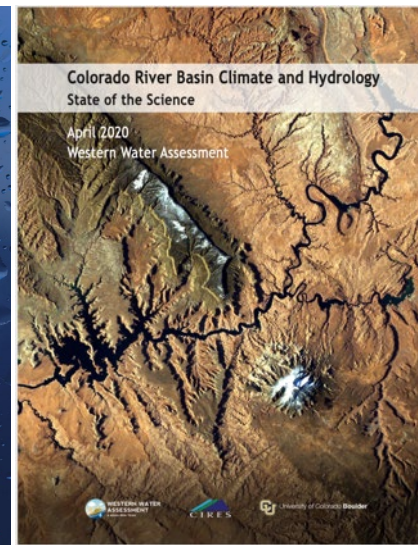 Colorado River Basin Climate and Hydrology
State of the Science
April 2020
Western Water Assessment
WESTERN WATER
ASSESSMENT
CIRES
University of Colorado Boulder